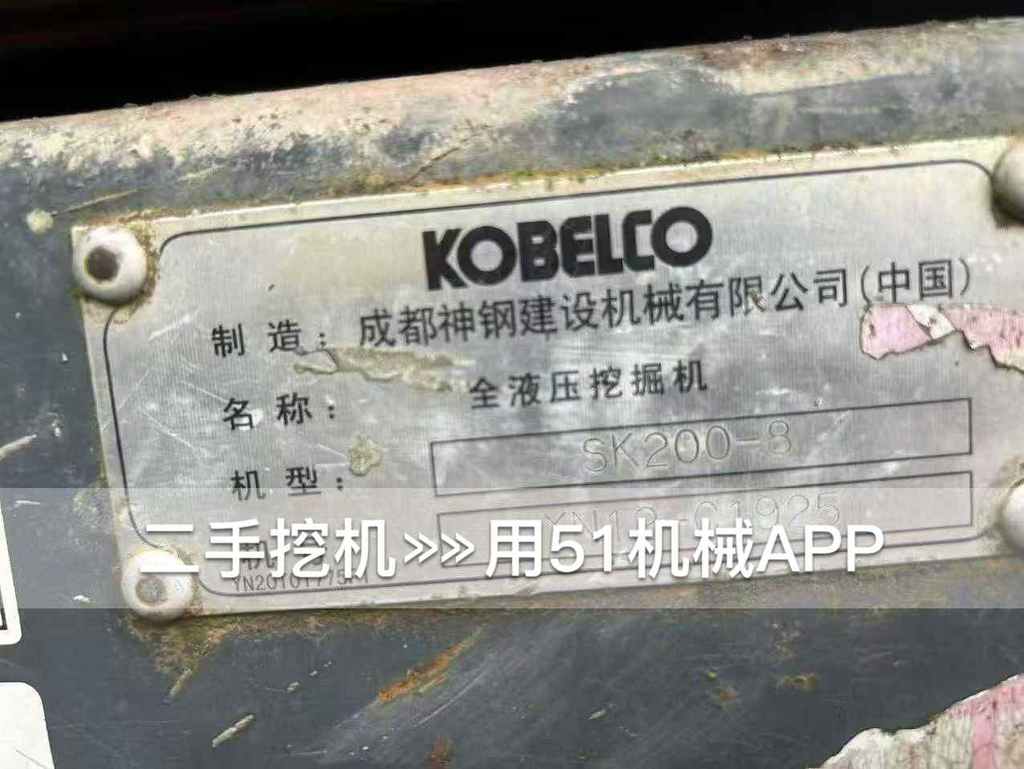 KOBELCO
制造：成都神钢建设机械有限公司(中国)
名称：全液压挖掘机
机型：SK200-8
二手挖机»»用51机械APP